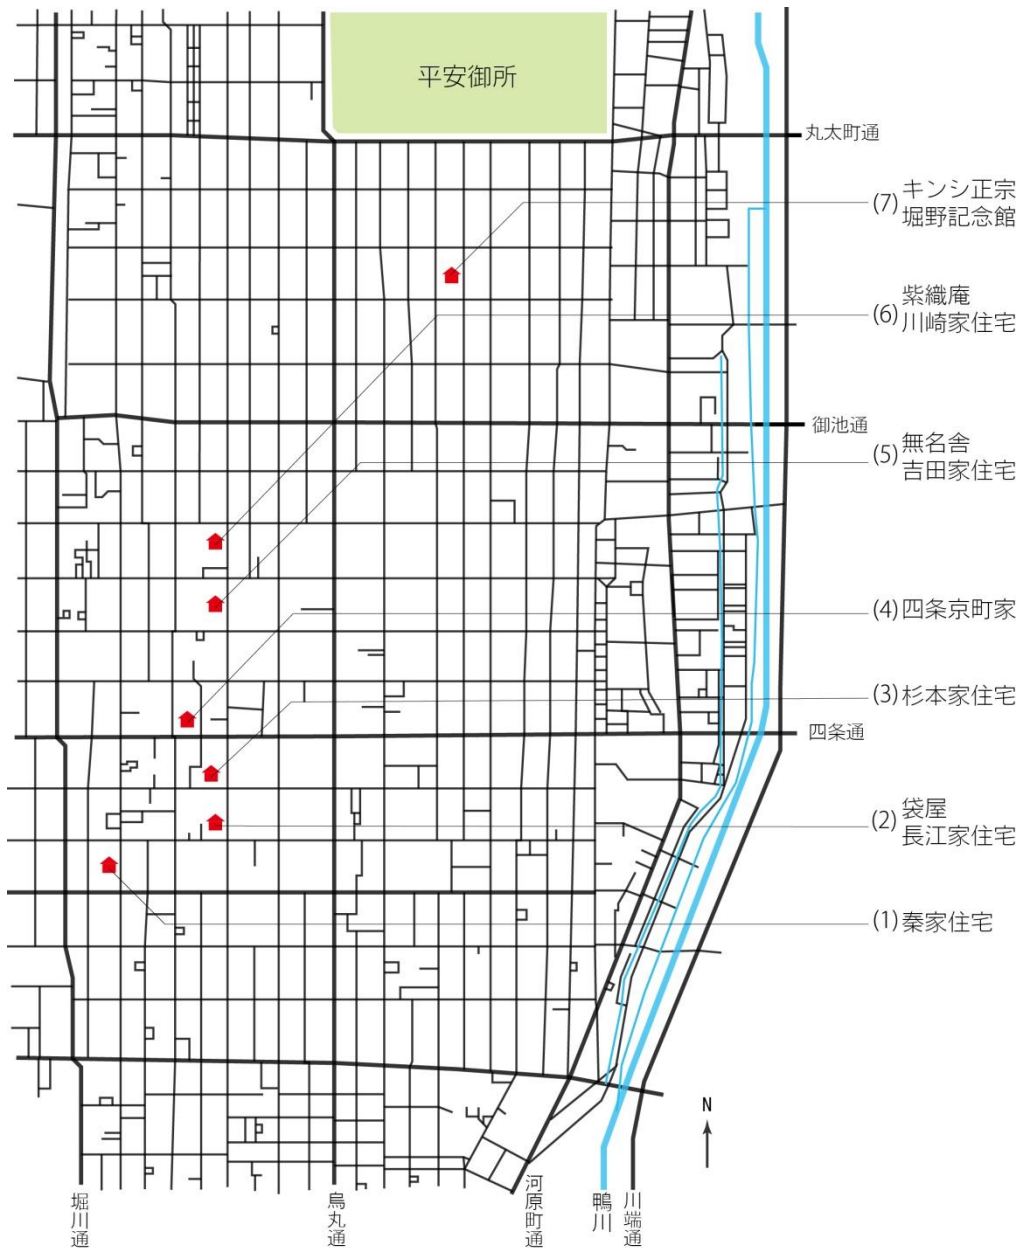 平安御所
丸太町通
(7) キンシ正宗
堀野記念館
(6) 紫織庵
川崎家住宅
御池通
(5) 無名舎
吉田家住宅
(4) 四条京町家
(3) 杉本家住宅
四条通
(2) 袋屋
長江家住宅
(1) 秦家住宅
N
堀川通
烏丸通
河原町通
鴨川
川端通